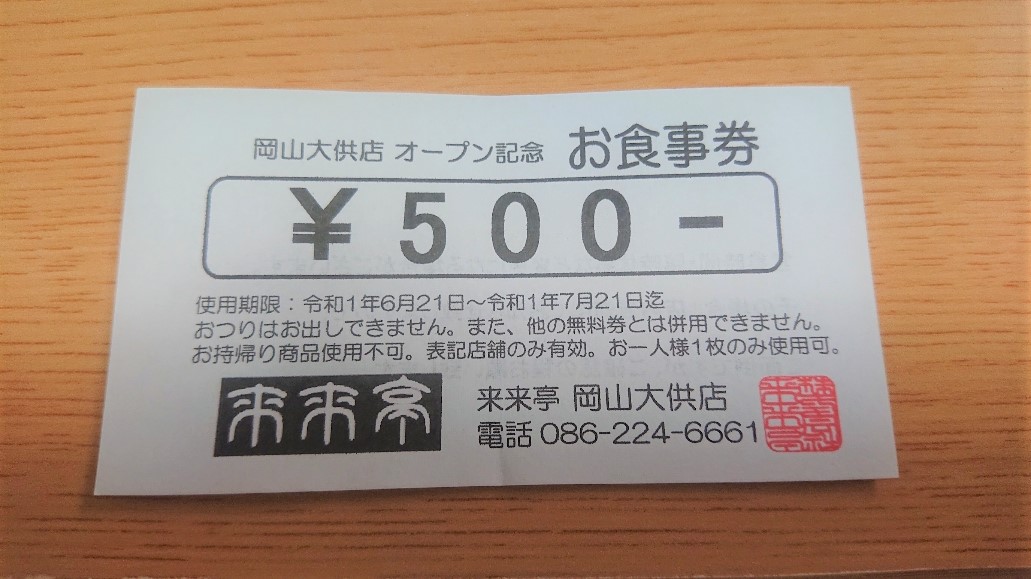 岡山大供店 オープン記念 お食事券
¥500-
使用期限：令和1年6月21日～令和1年7月21日迄
おつりはお出しできません。また、他の無料券とは併用できません。
お持帰り商品使用不可。表記店舗のみ有効。お一人様1枚のみ使用可。
来来亭
来来亭 岡山大供店
電話 086-224-6661